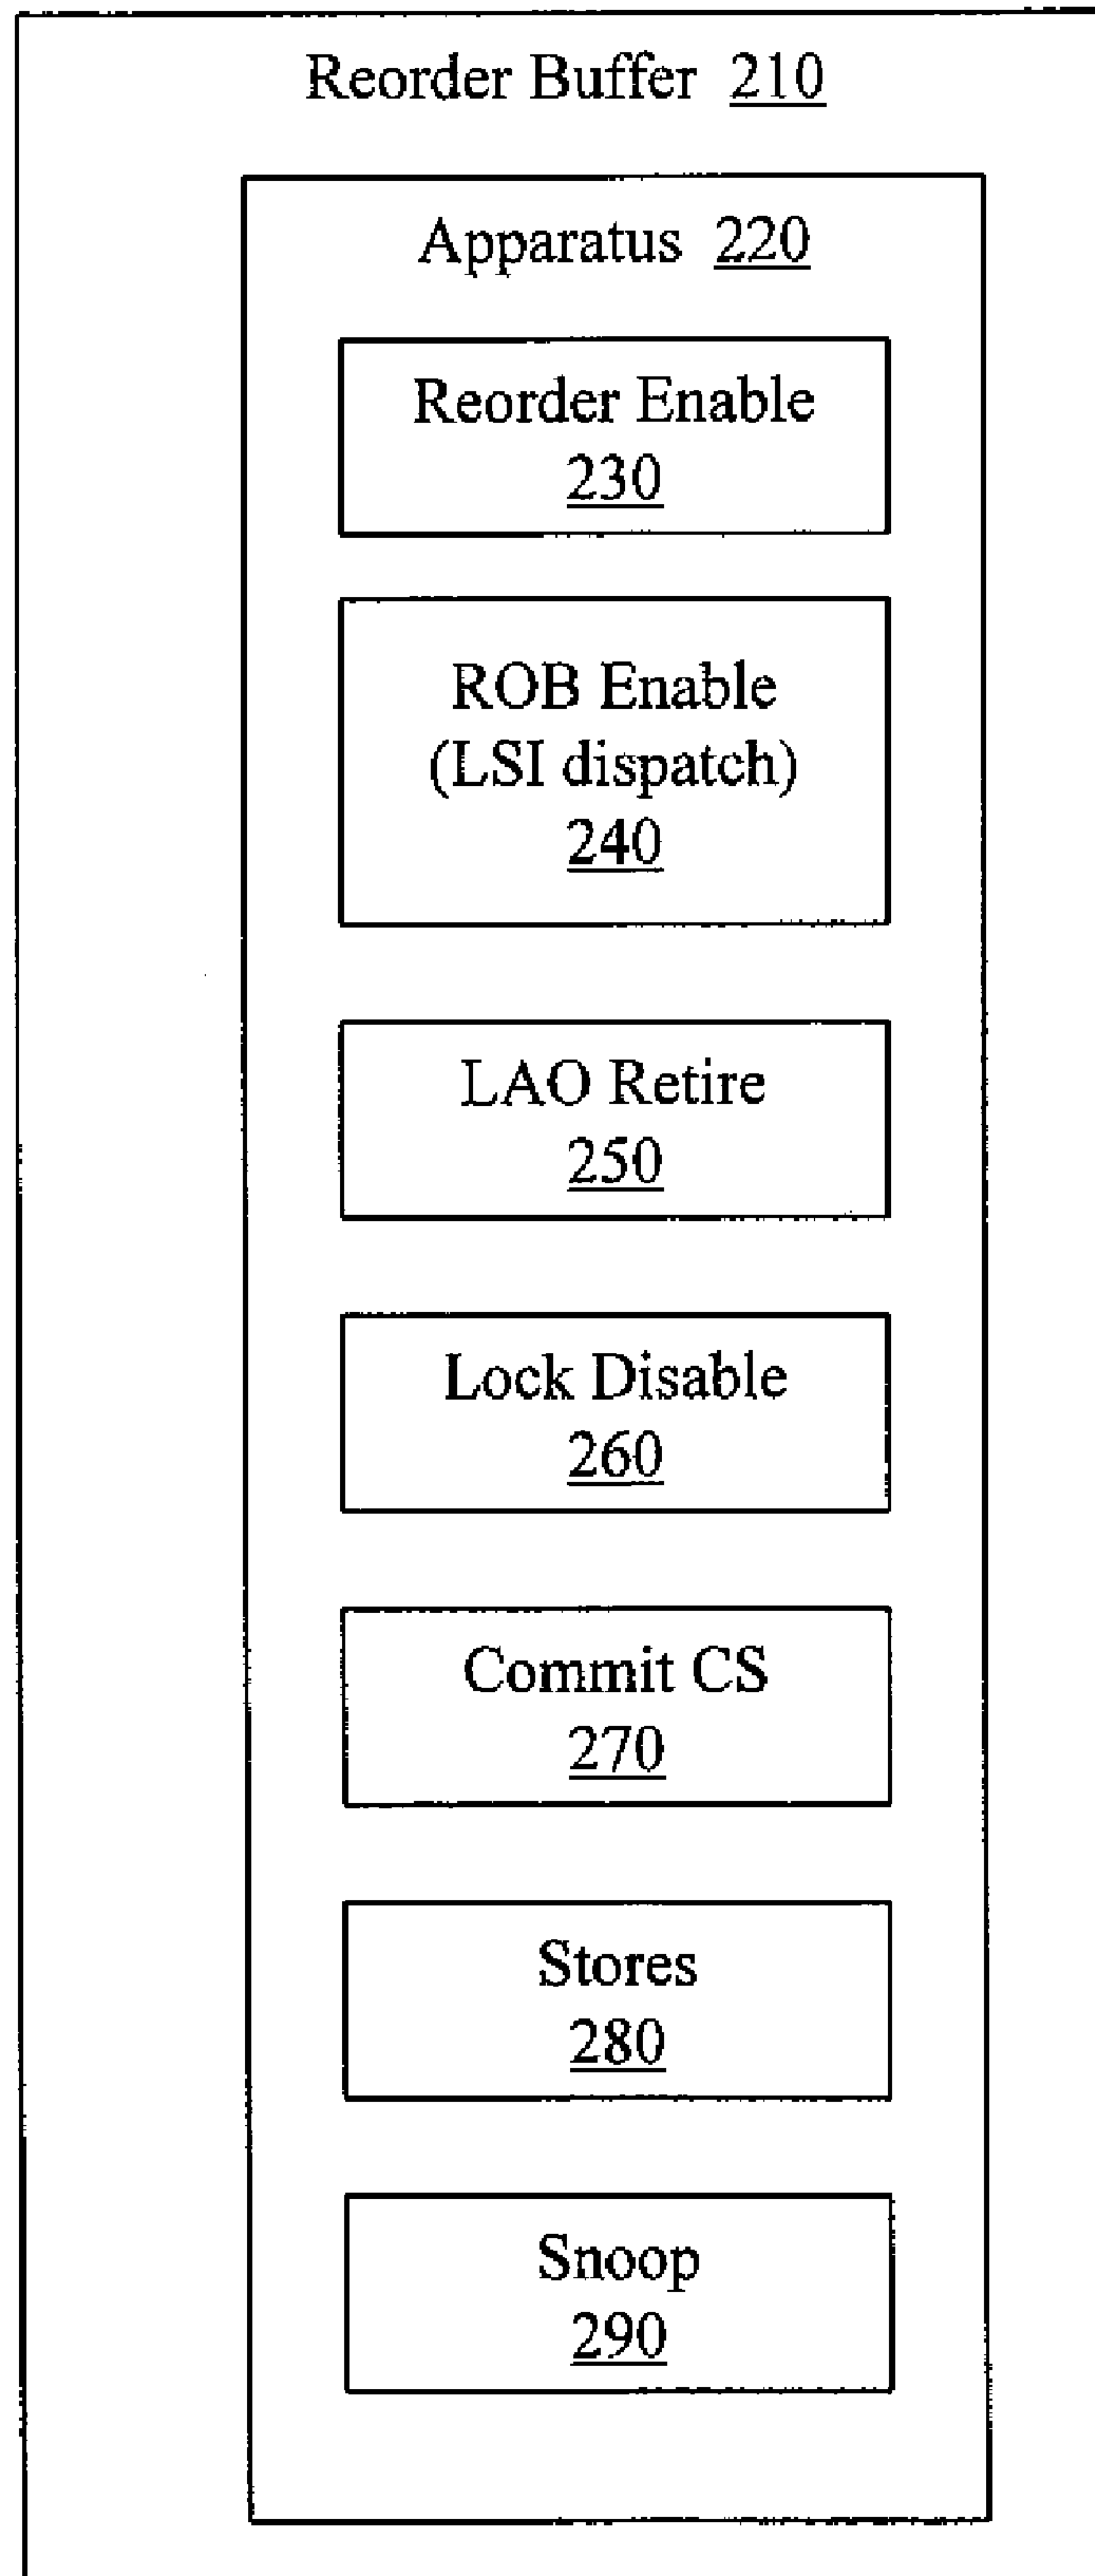 Reorder Buffer 210
Apparatus 220
Reorder Enable
230
ROB Enable
(LSI dispatch)
240
LAO Retire
250
Lock Disable
260
Commit CS
270
Stores
280
Snoop
290